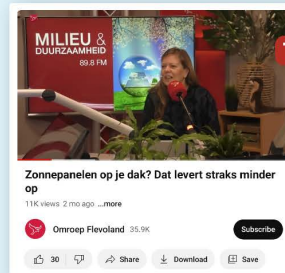 MILIEU &
DUURZAAMHEID
89.8 FM
Zonnepanelen op je dak? Dat levert straks minder
op
11K views 2 mo ago ...more
Omroep Flevoland 35.9K
Subscribe
30
Share
Download
Save